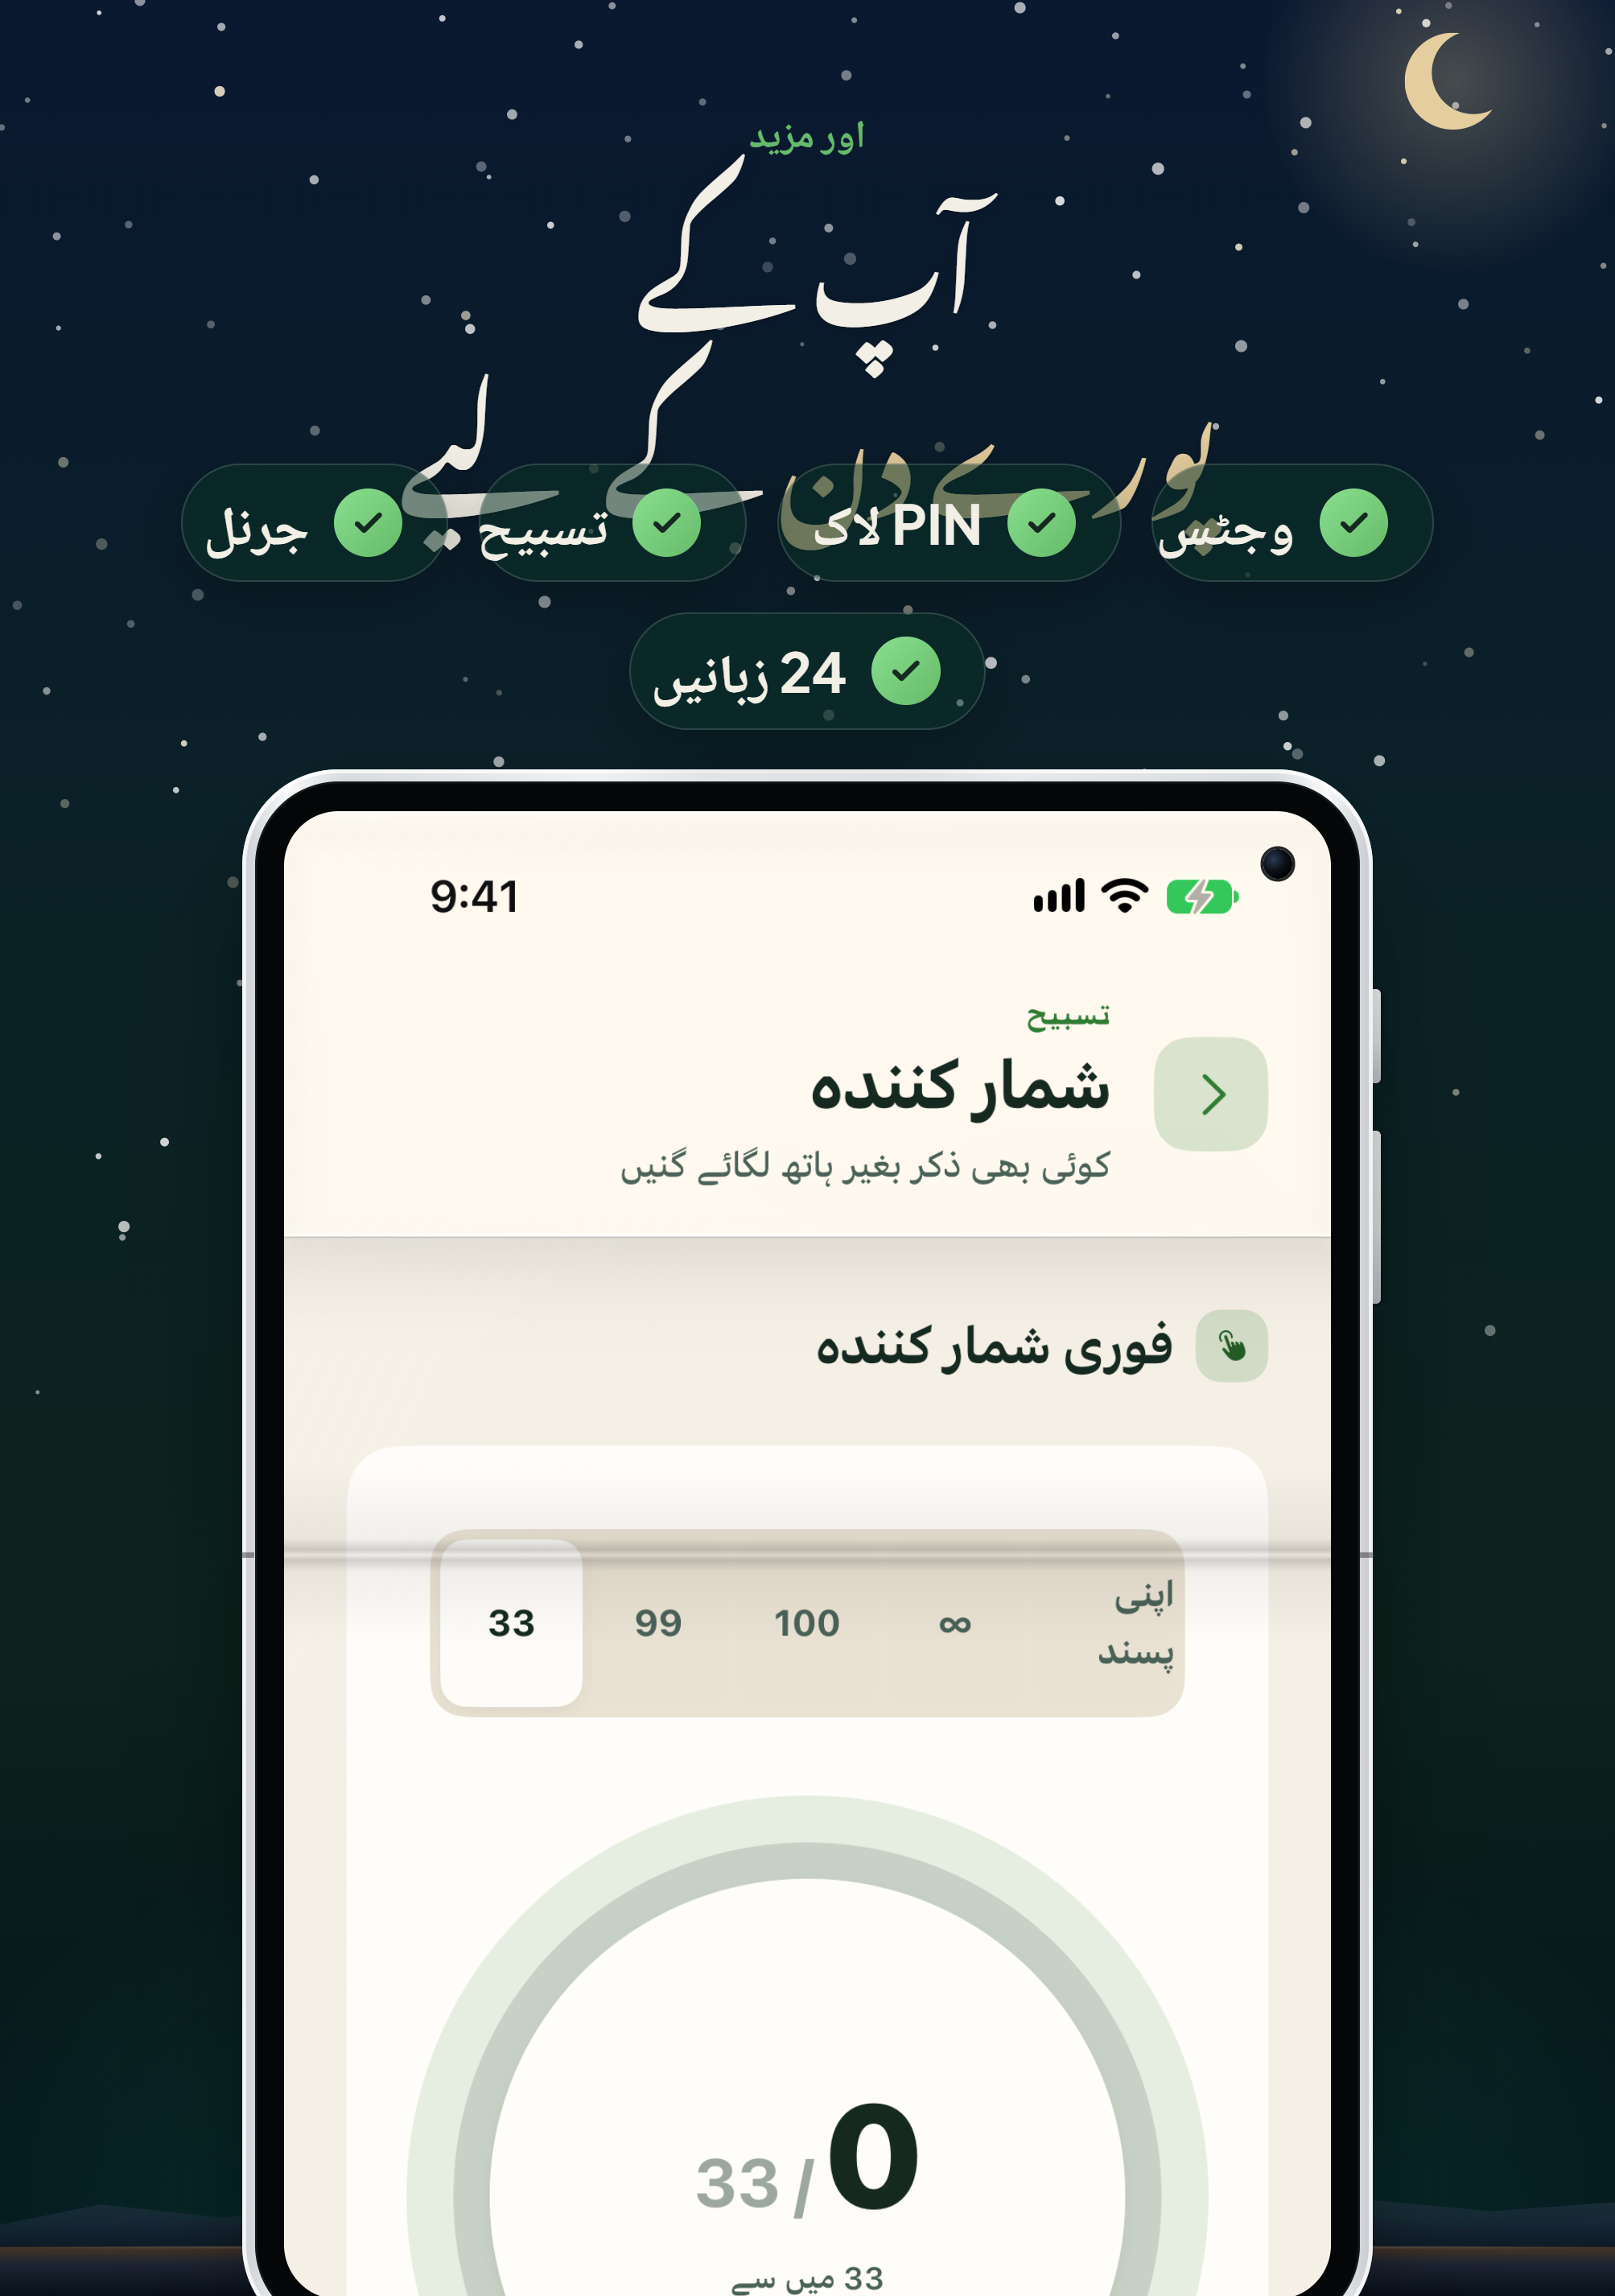 اور مزید
آپ کے
پورے دن کے لیے
وجٹس
PIN لاک
تسبیح
جرنل
24 زبانیں
9:41
تسبیح
شمار کنندہ
کوئی بھی ذکر بغیر ہاتھ لگائے گنیں
فوری شمار کنندہ
33
99
100
∞
اپنی
پسند
0 / 33
33 میں سے